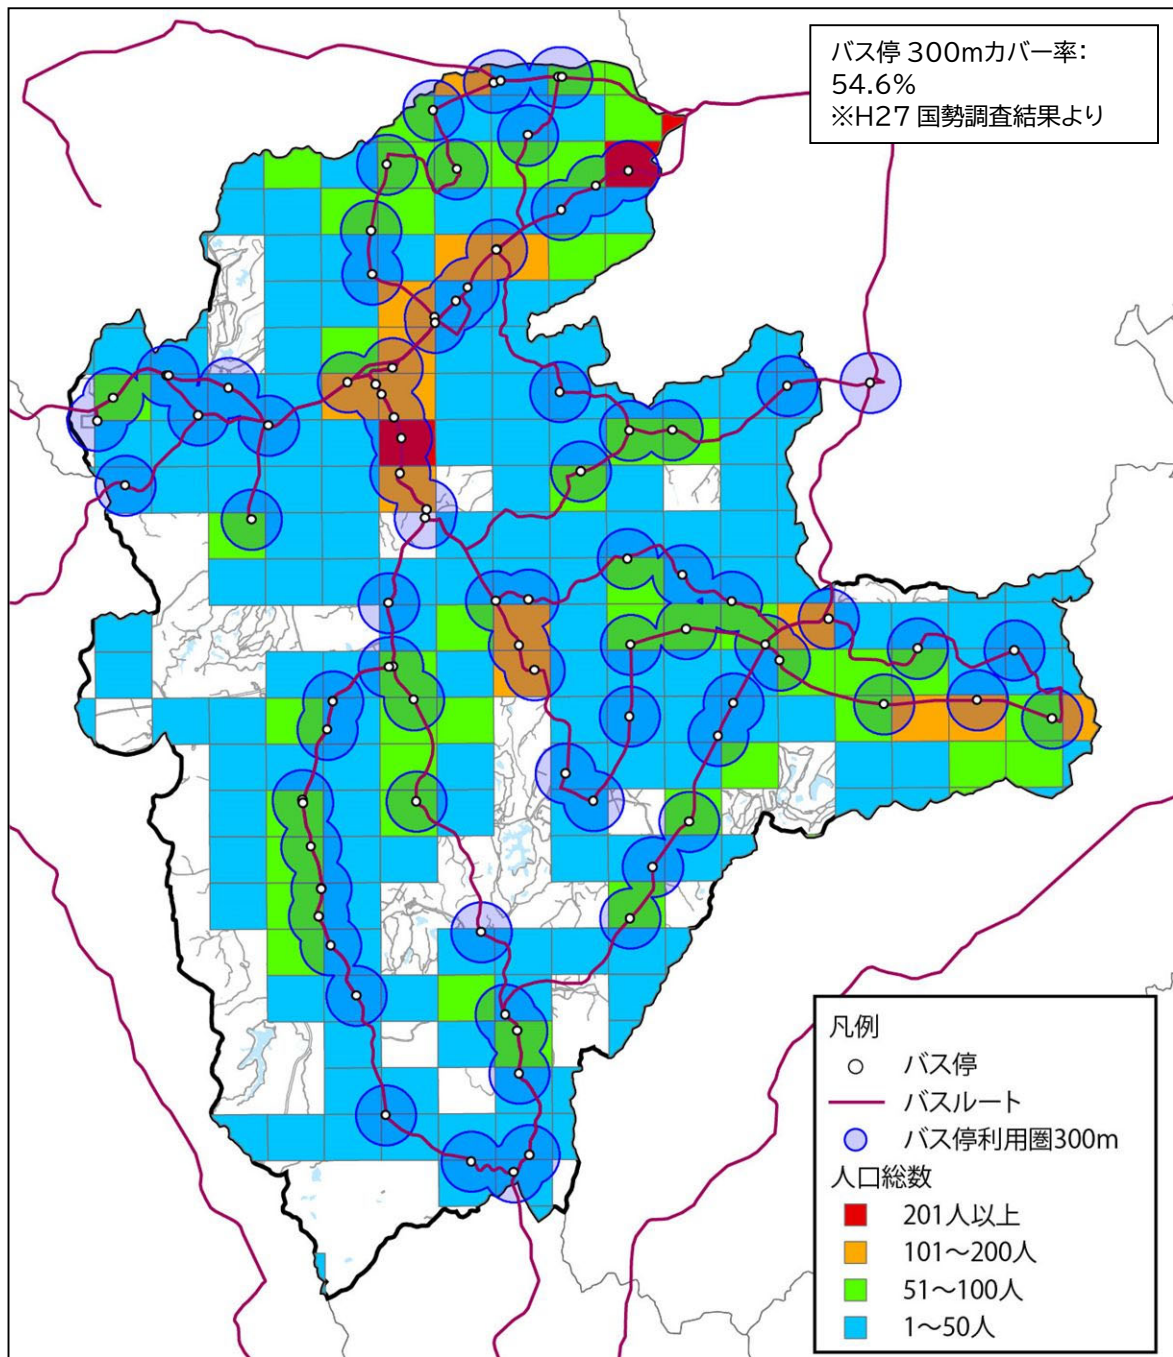 バス停 300mカバー率：
54.6%
※H27 国勢調査結果より
凡例
バス停
バスルート
バス停利用圏300m
人口総数
201人以上
101～200人
51～100人
1～50人